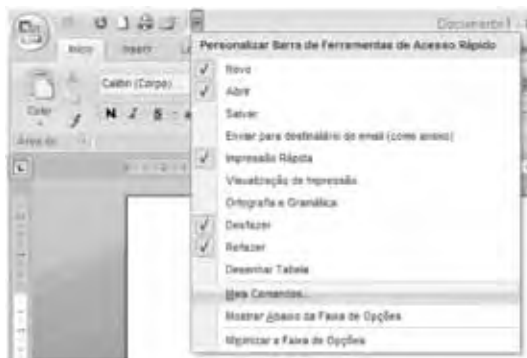 Documento1 -
Início
Inserir
Personalizar Barra de Ferramentas de Acesso Rápido
Novo
Abrir
Salvar
Enviar para destinatário de email (como anexo)
Impressão Rápida
Visualização de Impressão
Ortografia e Gramática
Desfazer
Refazer
Desenhar Tabela
Mais Comandos...
Mostrar Abaixo da Faixa de Opções
Minimizar a Faixa de Opções
Calibri (Corpo)
Colar
N I S